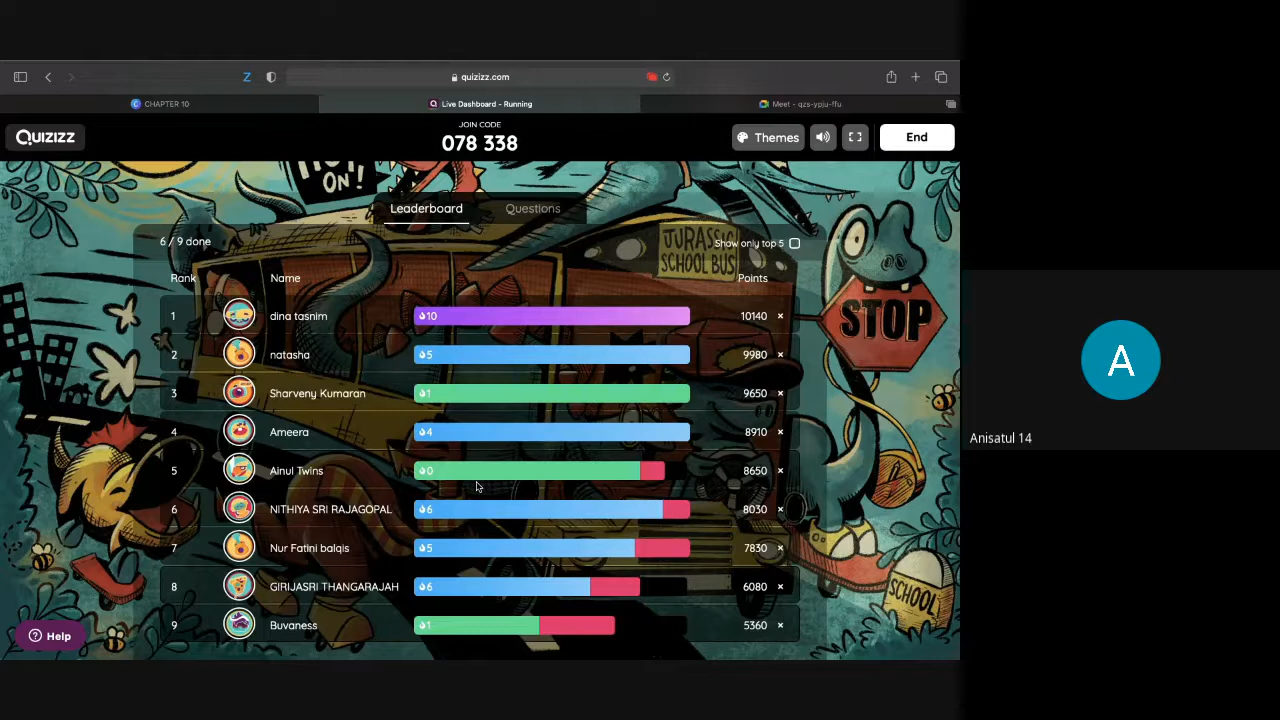 quizizz.com
CHAPTER 10
Live Dashboard - Running
Meet - qzs-ypju-ffu
Quizizz
JOIN CODE
078 338
Themes
End
ON!
Leaderboard
Questions
6 / 9 done
Show only top 5
JURASSIC
SCHOOL BUS
Rank
Name
Points
1 dina tasnim 10 10140 ×
2 natasha 5 9980 ×
3 Sharveny Kumaran 1 9650 ×
4 Ameera 4 8910 ×
5 Ainul Twins 0 8650 ×
6 NITHIYA SRI RAJAGOPAL 6 8030 ×
7 Nur Fatini balqis 5 7830 ×
8 GIRIJASRI THANGARAJAH 6 6080 ×
9 Buvaness 1 5360 ×
STOP
SCHOOL
Help
A
Anisatul 14